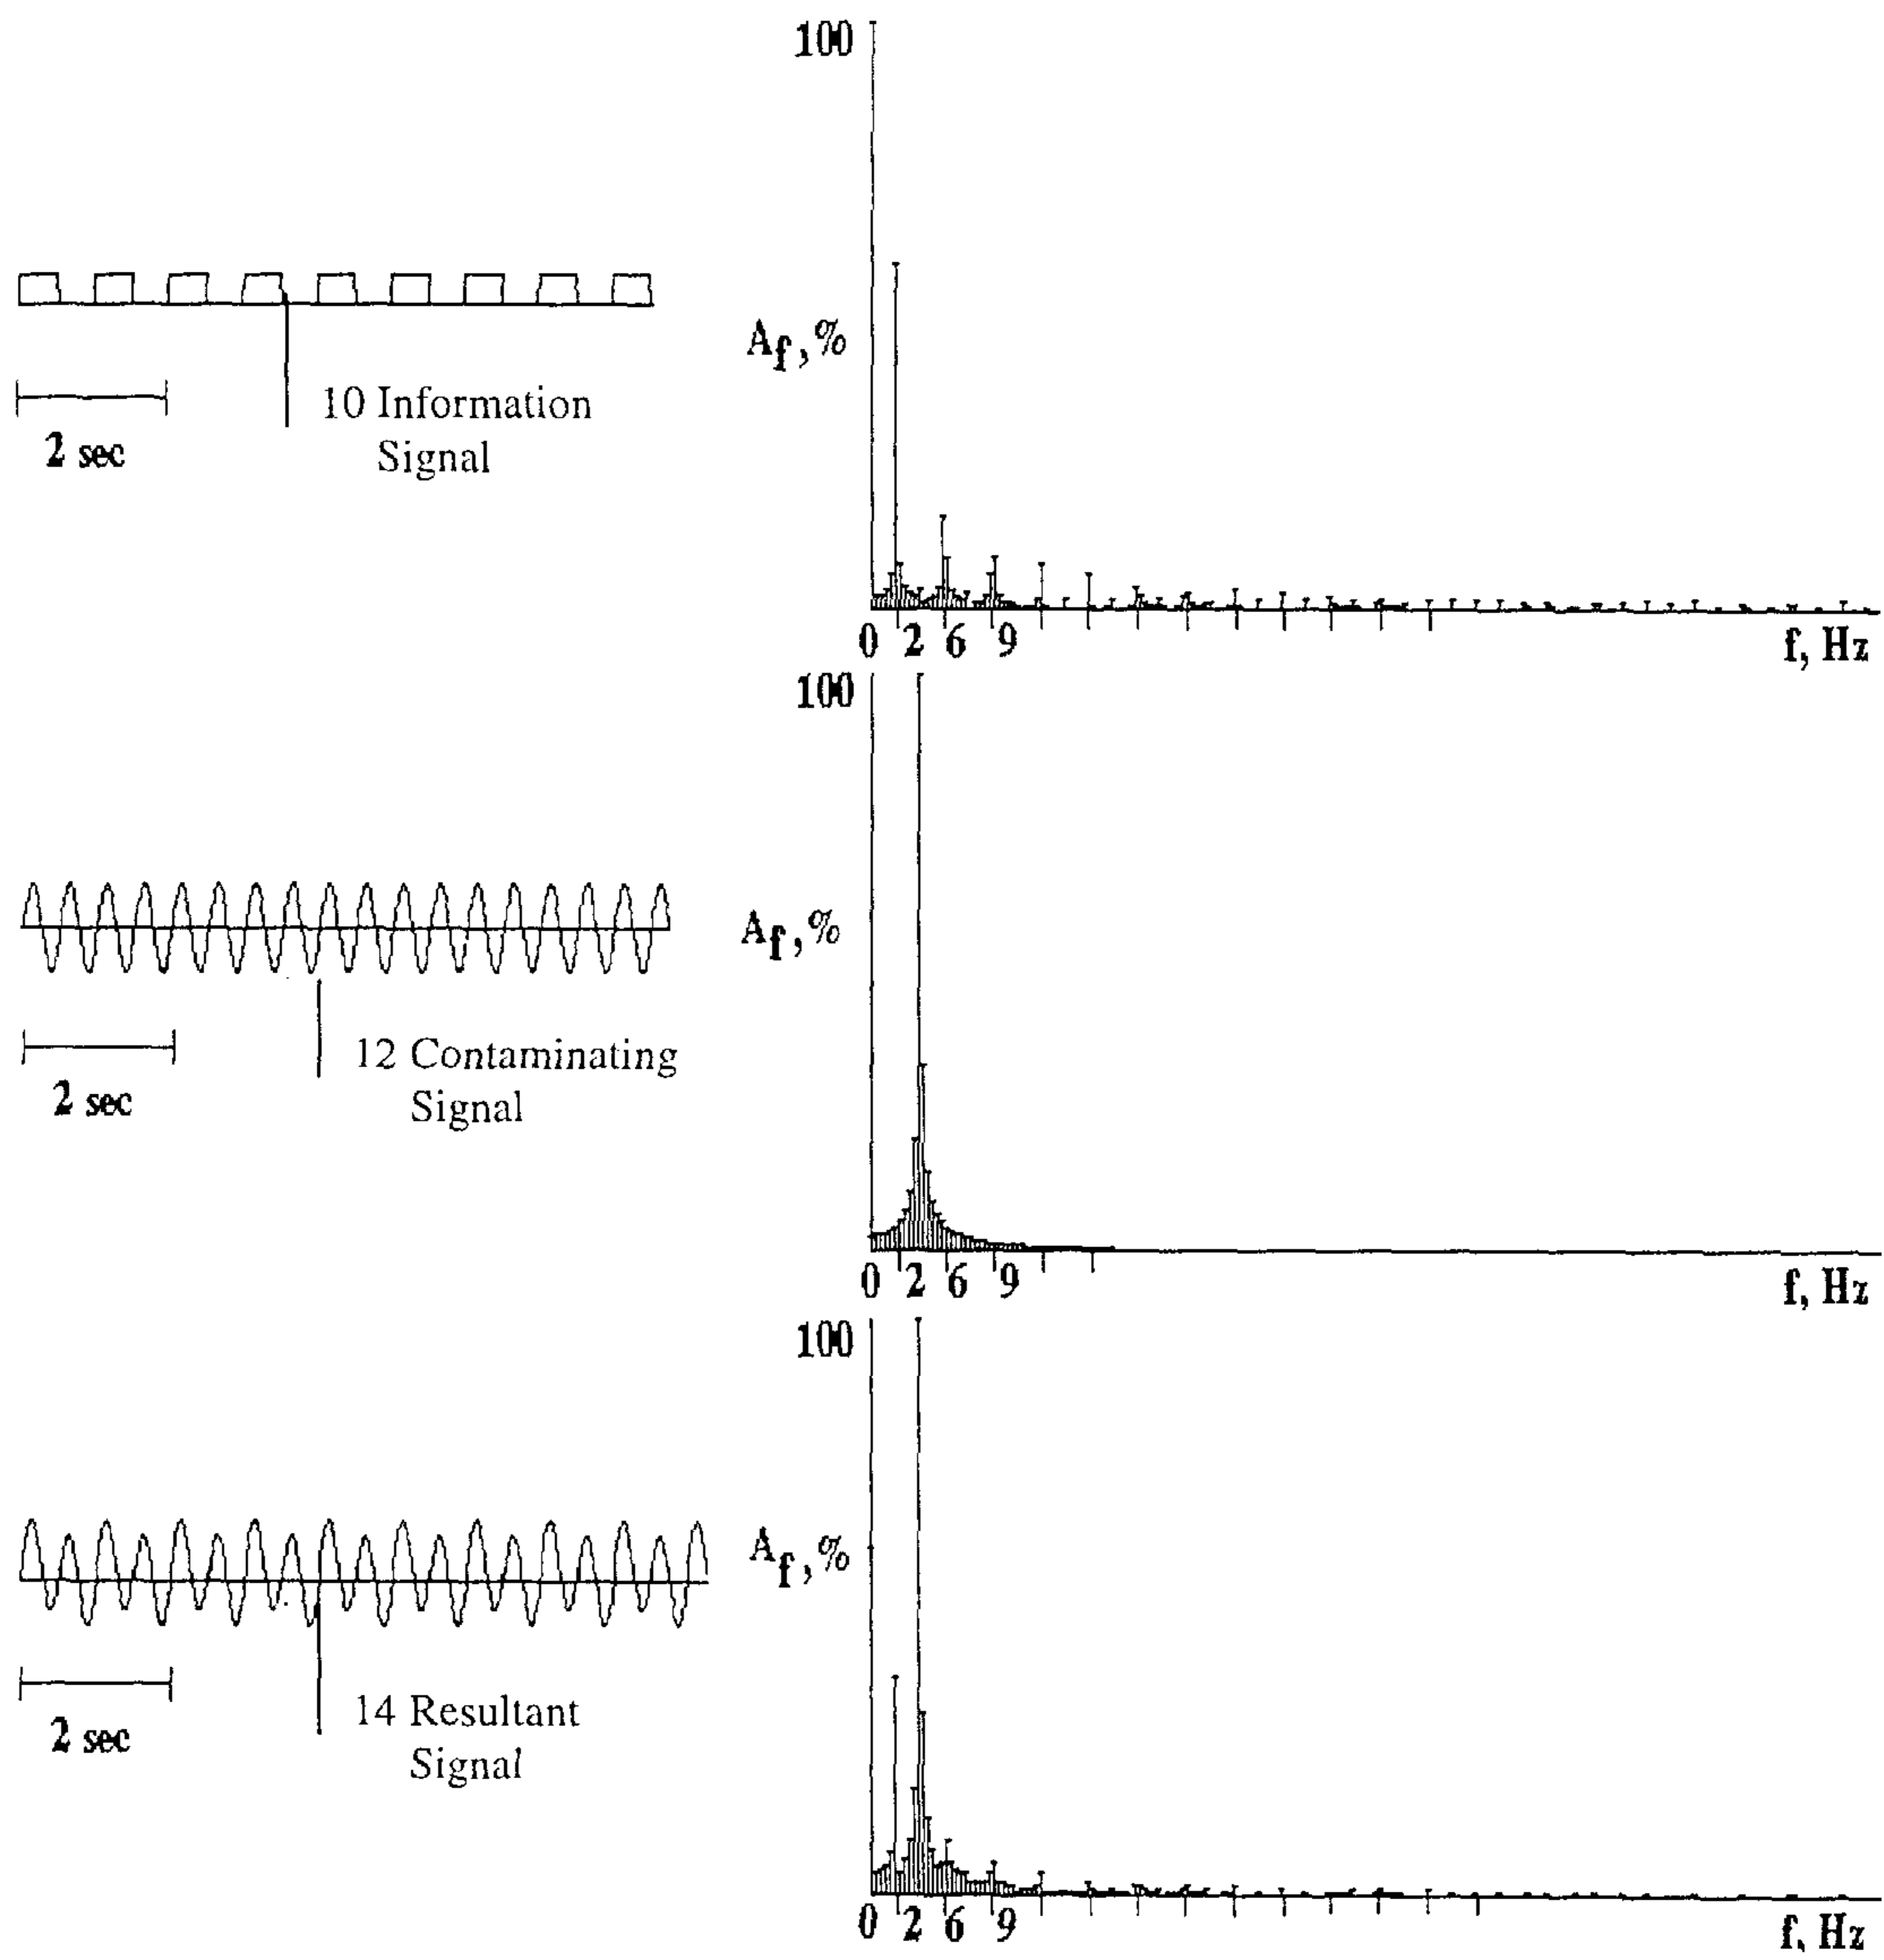 100
A_f, %
10 Information
Signal
2 sec
0 2 6 9
f, Hz
100
A_f, %
12 Contaminating
Signal
2 sec
0 2 6 9
f, Hz
100
A_f, %
14 Resultant
Signal
2 sec
0 2 6 9
f, Hz